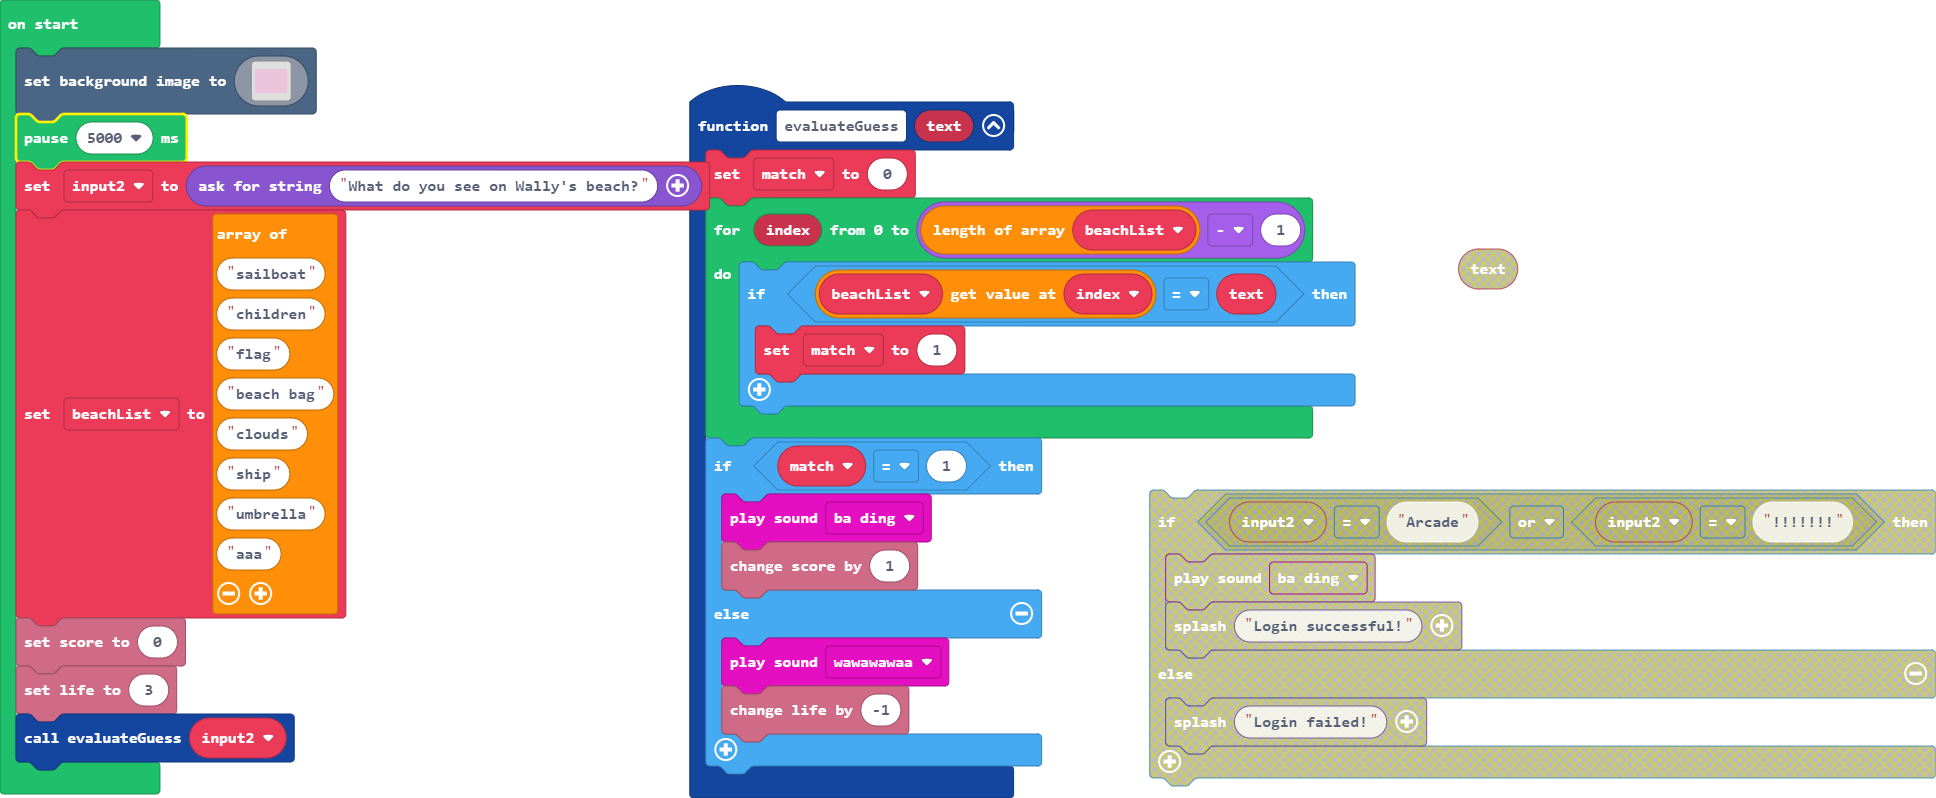 on start
set background image to
pause 5000 ms
set input2 to ask for string "What do you see on Wally's beach?"
set beachList to array of
"sailboat"
"children"
"flag"
"beach bag"
"clouds"
"ship"
"umbrella"
"aaa"
set score to 0
set life to 3
call evaluateGuess input2
function evaluateGuess text
set match to 0
for index from 0 to length of array beachList - 1
do
if beachList get value at index = text then
set match to 1
if match = 1 then
play sound ba ding
change score by 1
else
play sound wawawawaa
change life by -1
text
if input2 = "Arcade" or input2 = "!!!!!!!" then
play sound ba ding
splash "Login successful!"
else
splash "Login failed!"